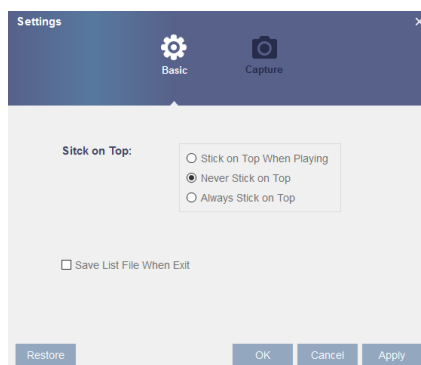 Settings
Basic
Capture
Sitck on Top:
Stick on Top When Playing
Never Stick on Top
Always Stick on Top
Save List File When Exit
Restore
OK
Cancel
Apply